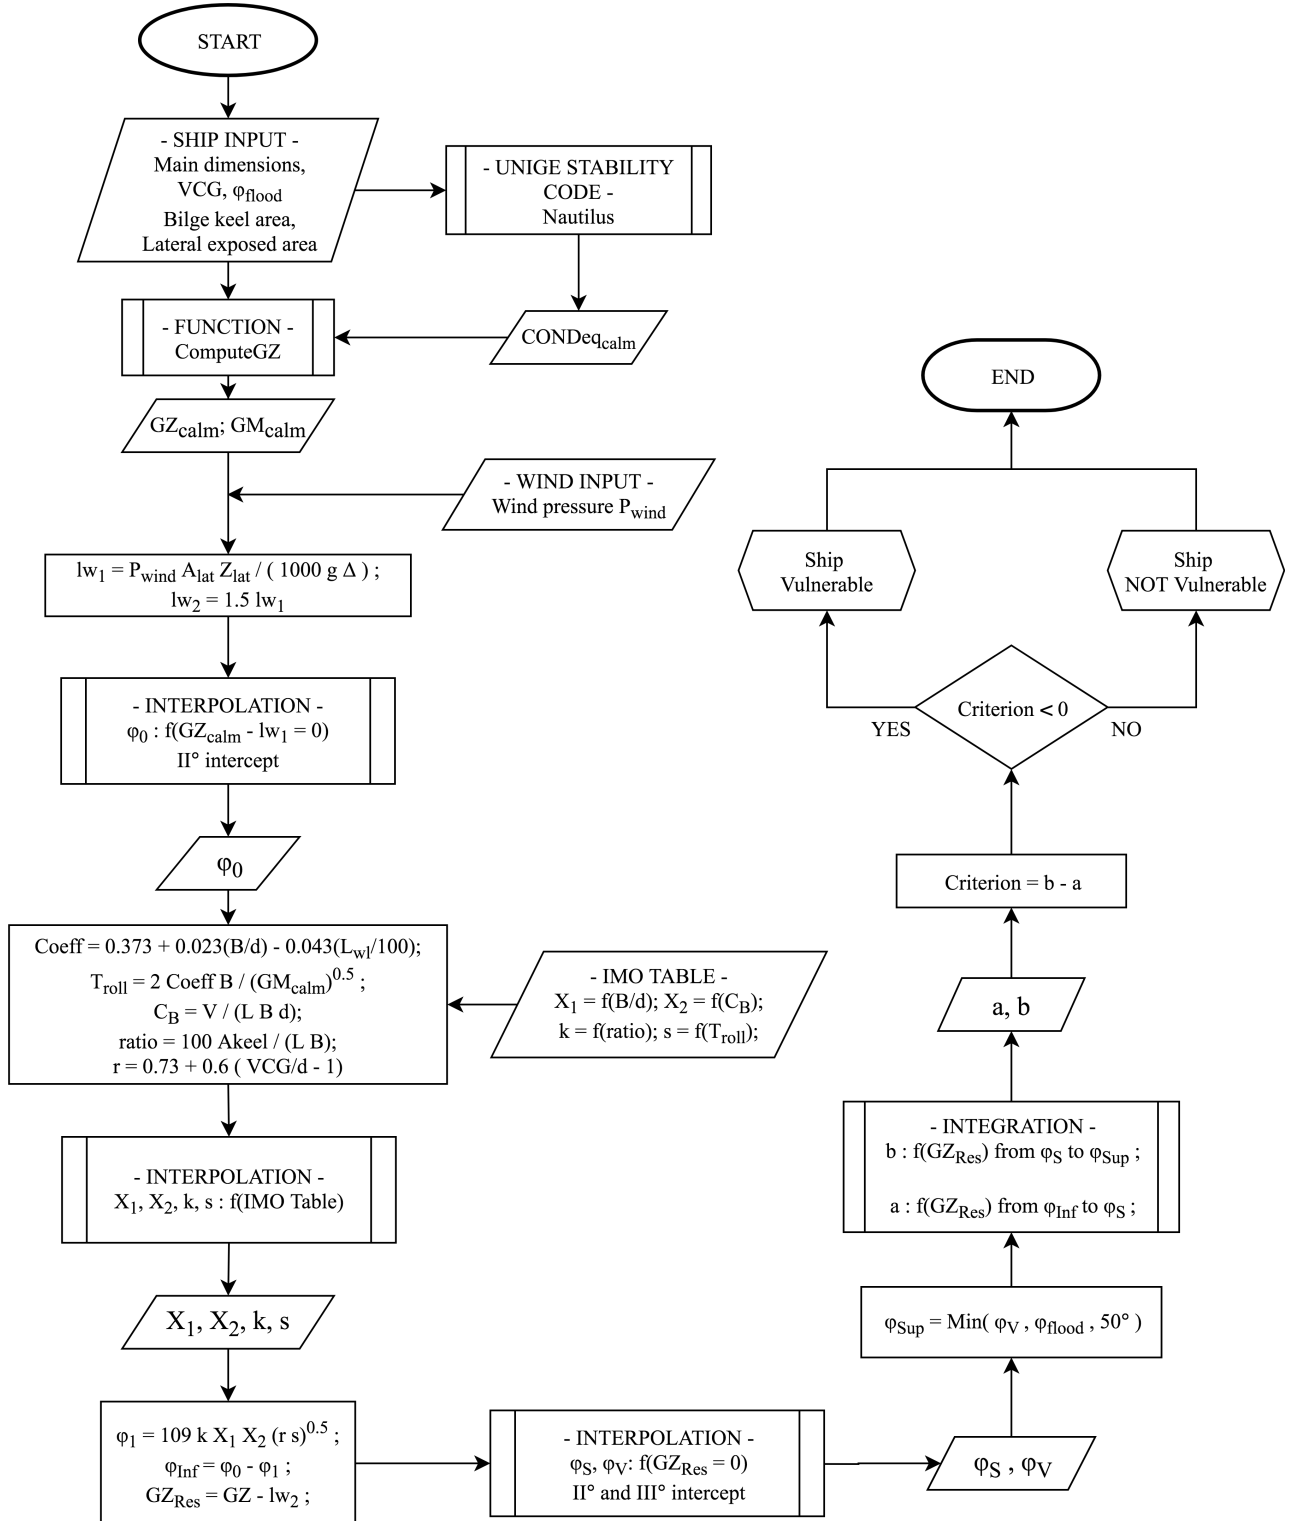 START
- SHIP INPUT -
Main dimensions,
VCG, φflood
Bilge keel area,
Lateral exposed area
- UNIGE STABILITY
CODE -
Nautilus
- FUNCTION -
ComputeGZ
CONDeqcalm
GZcalm; GMcalm
- WIND INPUT -
Wind pressure Pwind
lw1 = Pwind Alat Zlat / ( 1000 g Δ ) ;
lw2 = 1.5 lw1
- INTERPOLATION -
φ0 : f(GZcalm - lw1 = 0)
II° intercept
φ0
Coeff = 0.373 + 0.023(B/d) - 0.043(Lwl/100);
Troll = 2 Coeff B / (GMcalm)0.5 ;
CB = V / (L B d);
ratio = 100 Akeel / (L B);
r = 0.73 + 0.6 ( VCG/d - 1)
- IMO TABLE -
X1 = f(B/d); X2 = f(CB);
k = f(ratio); s = f(Troll);
- INTERPOLATION -
X1, X2, k, s : f(IMO Table)
X1, X2, k, s
φ1 = 109 k X1 X2 (r s)0.5 ;
φInf = φ0 - φ1 ;
GZRes = GZ - lw2 ;
- INTERPOLATION -
φS, φV: f(GZRes = 0)
II° and III° intercept
φS , φV
φSup = Min( φV , φflood , 50° )
- INTEGRATION -
b : f(GZRes) from φS to φSup ;
a : f(GZRes) from φInf to φS ;
a, b
Criterion = b - a
Criterion < 0
YES
NO
Ship
Vulnerable
Ship
NOT Vulnerable
END